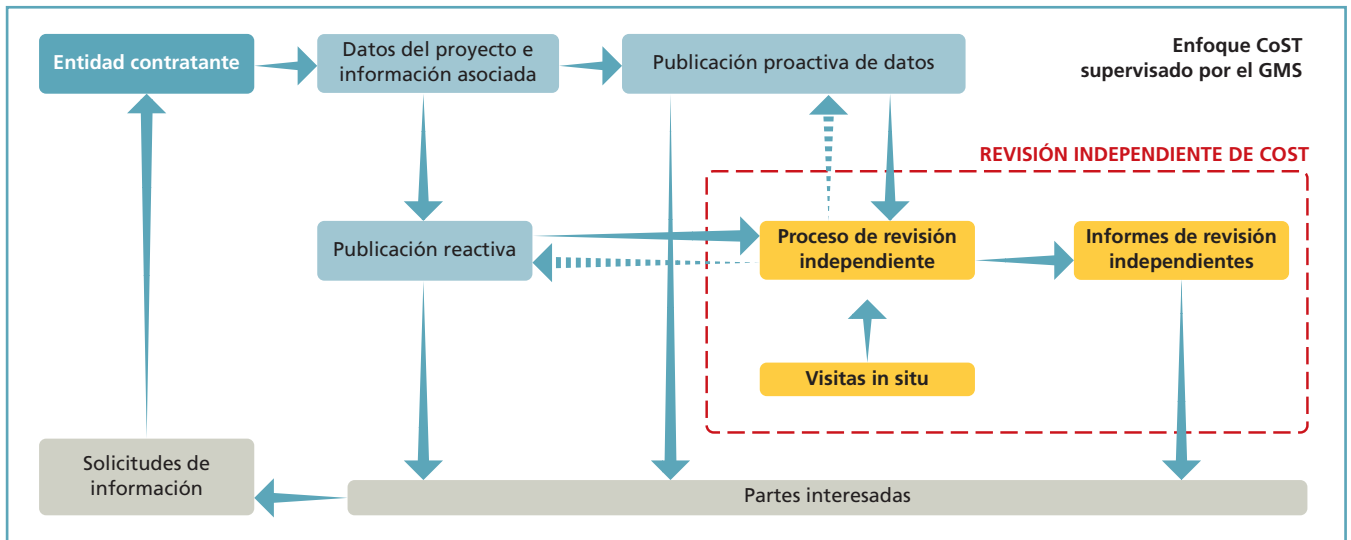 Entidad contratante
Datos del proyecto e
información asociada
Publicación proactiva de datos
Enfoque CoST
supervisado por el GMS
REVISIÓN INDEPENDIENTE DE COST
Publicación reactiva
Proceso de revisión
independiente
Informes de revisión
independientes
Visitas in situ
Solicitudes de
información
Partes interesadas